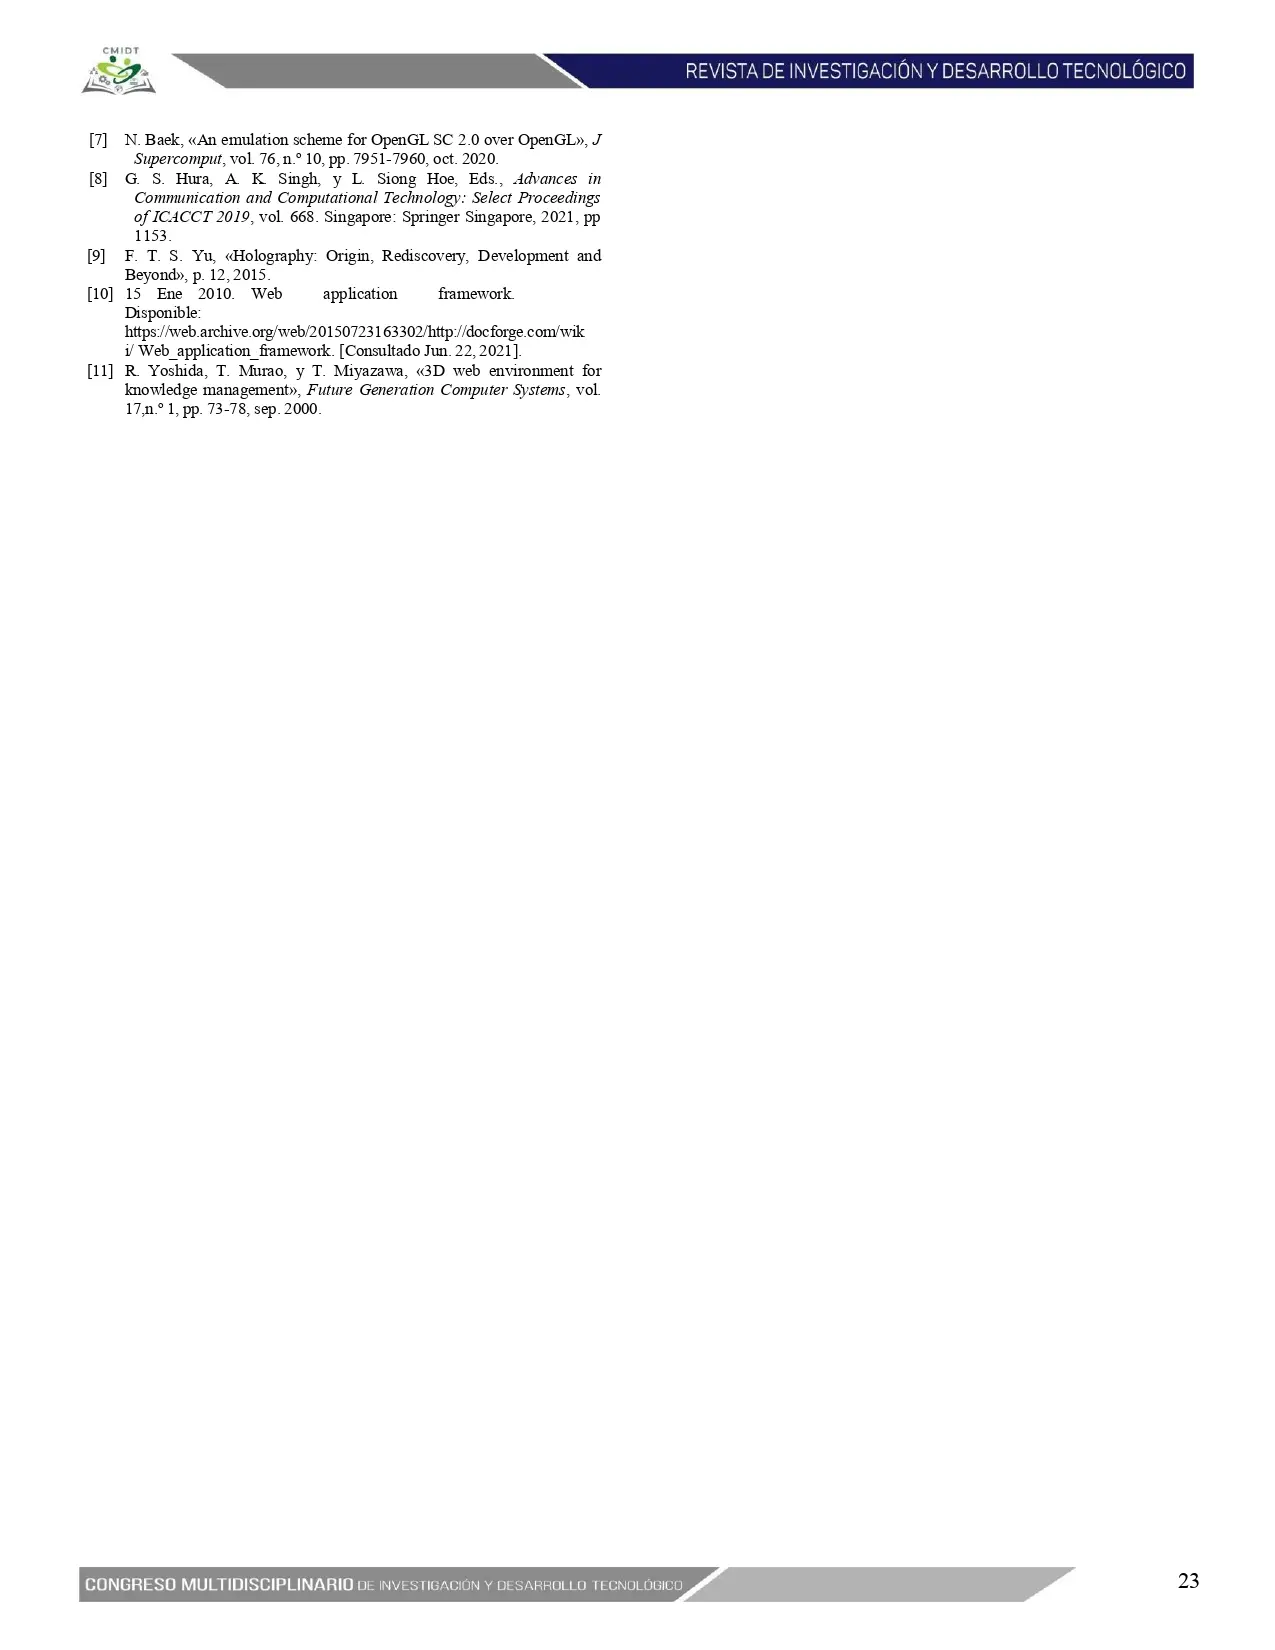 CMIDT
REVISTA DE INVESTIGACIÓN Y DESARROLLO TECNOLÓGICO
[7] N. Baek, «An emulation scheme for OpenGL SC 2.0 over OpenGL», J
Supercomput, vol. 76, n.º 10, pp. 7951-7960, oct. 2020.
[8] G. S. Hura, A. K. Singh, y L. Siong Hoe, Eds., Advances in
Communication and Computational Technology: Select Proceedings
of ICACCT 2019, vol. 668. Singapore: Springer Singapore, 2021, pp
1153.
[9] F. T. S. Yu, «Holography: Origin, Rediscovery, Development and
Beyond», p. 12, 2015.
[10] 15 Ene 2010. Web application framework.
Disponible:
https://web.archive.org/web/20150723163302/http://docforge.com/wik
i/ Web_application_framework. [Consultado Jun. 22, 2021].
[11] R. Yoshida, T. Murao, y T. Miyazawa, «3D web environment for
knowledge management», Future Generation Computer Systems, vol.
17,n.º 1, pp. 73-78, sep. 2000.
CONGRESO MULTIDISCIPLINARIO DE INVESTIGACIÓN Y DESARROLLO TECNOLÓGICO
23